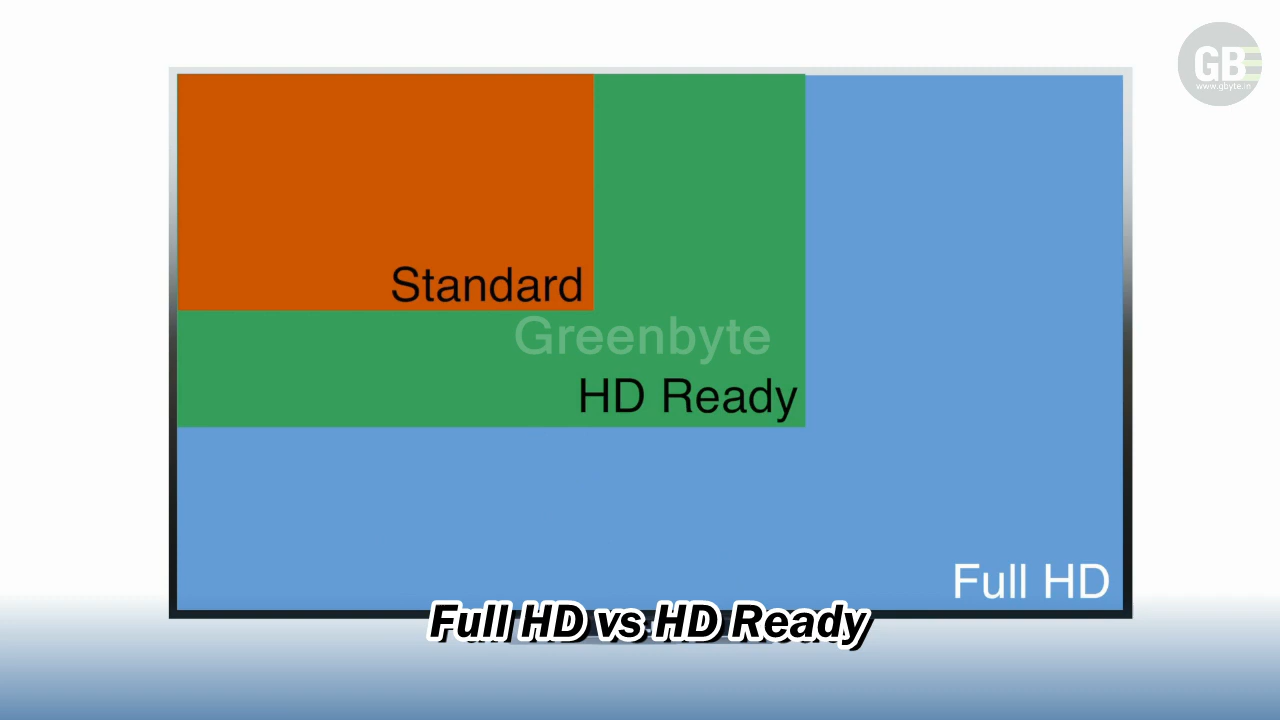 GB
www.gbyte.in
Standard
Greenbyte
HD Ready
Full HD
Full HD vs HD Ready